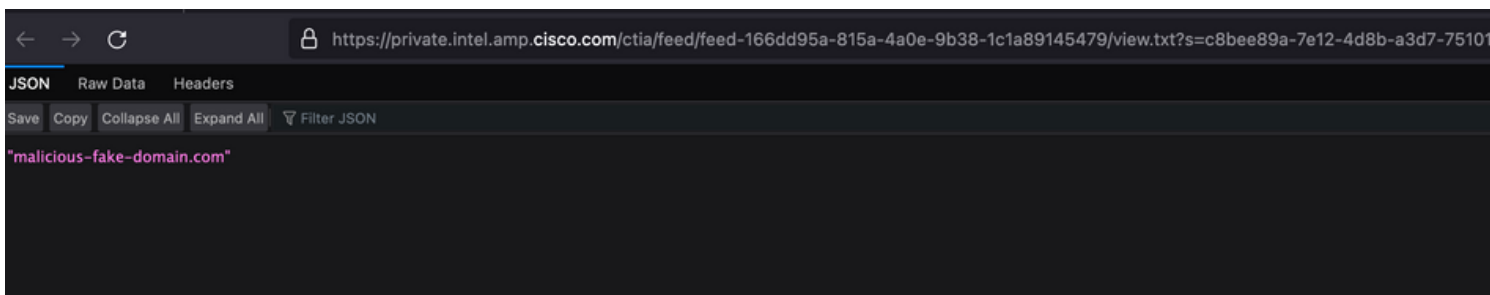 https://private.intel.amp.cisco.com/ctia/feed/feed-166dd95a-815a-4a0e-9b38-1c1a89145479/view.txt?s=c8bee89a-7e12-4d8b-a3d7-75101
JSON Raw Data Headers
Save Copy Collapse All Expand All Filter JSON
"malicious-fake-domain.com"